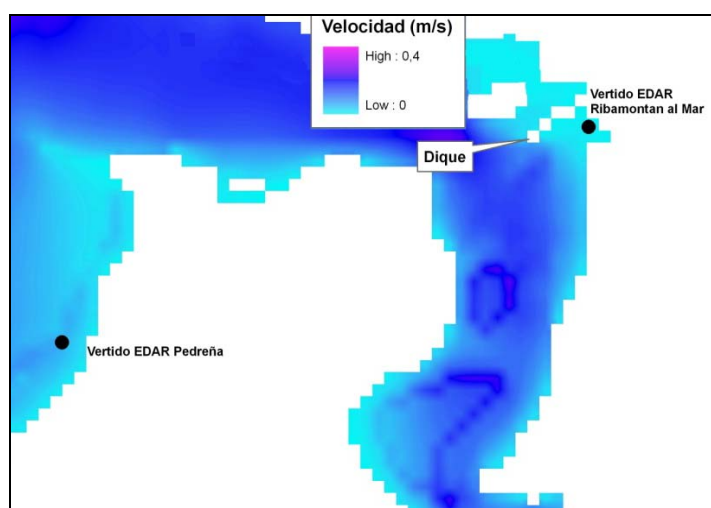 Velocidad (m/s)
High : 0,4
Low : 0
Vertido EDAR
Ribamontan al Mar
Dique
Vertido EDAR Pedreña